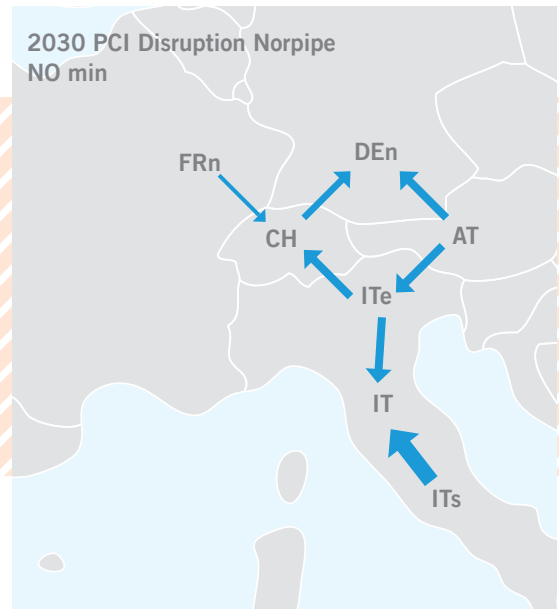 2030 PCI Disruption Norpipe
NO min
DEn
FRn
CH
AT
ITe
IT
ITs